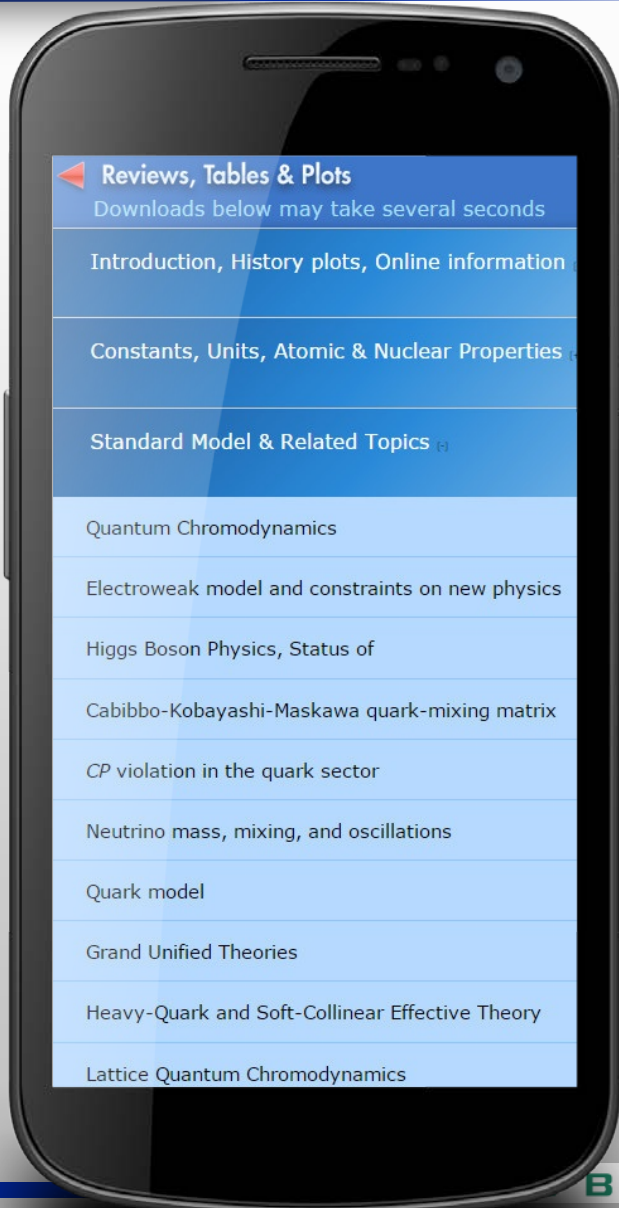 Reviews, Tables & Plots
Downloads below may take several seconds
Introduction, History plots, Online information
Constants, Units, Atomic & Nuclear Properties
Standard Model & Related Topics [-]
Quantum Chromodynamics
Electroweak model and constraints on new physics
Higgs Boson Physics, Status of
Cabibbo-Kobayashi-Maskawa quark-mixing matrix
CP violation in the quark sector
Neutrino mass, mixing, and oscillations
Quark model
Grand Unified Theories
Heavy-Quark and Soft-Collinear Effective Theory
Lattice Quantum Chromodynamics
B